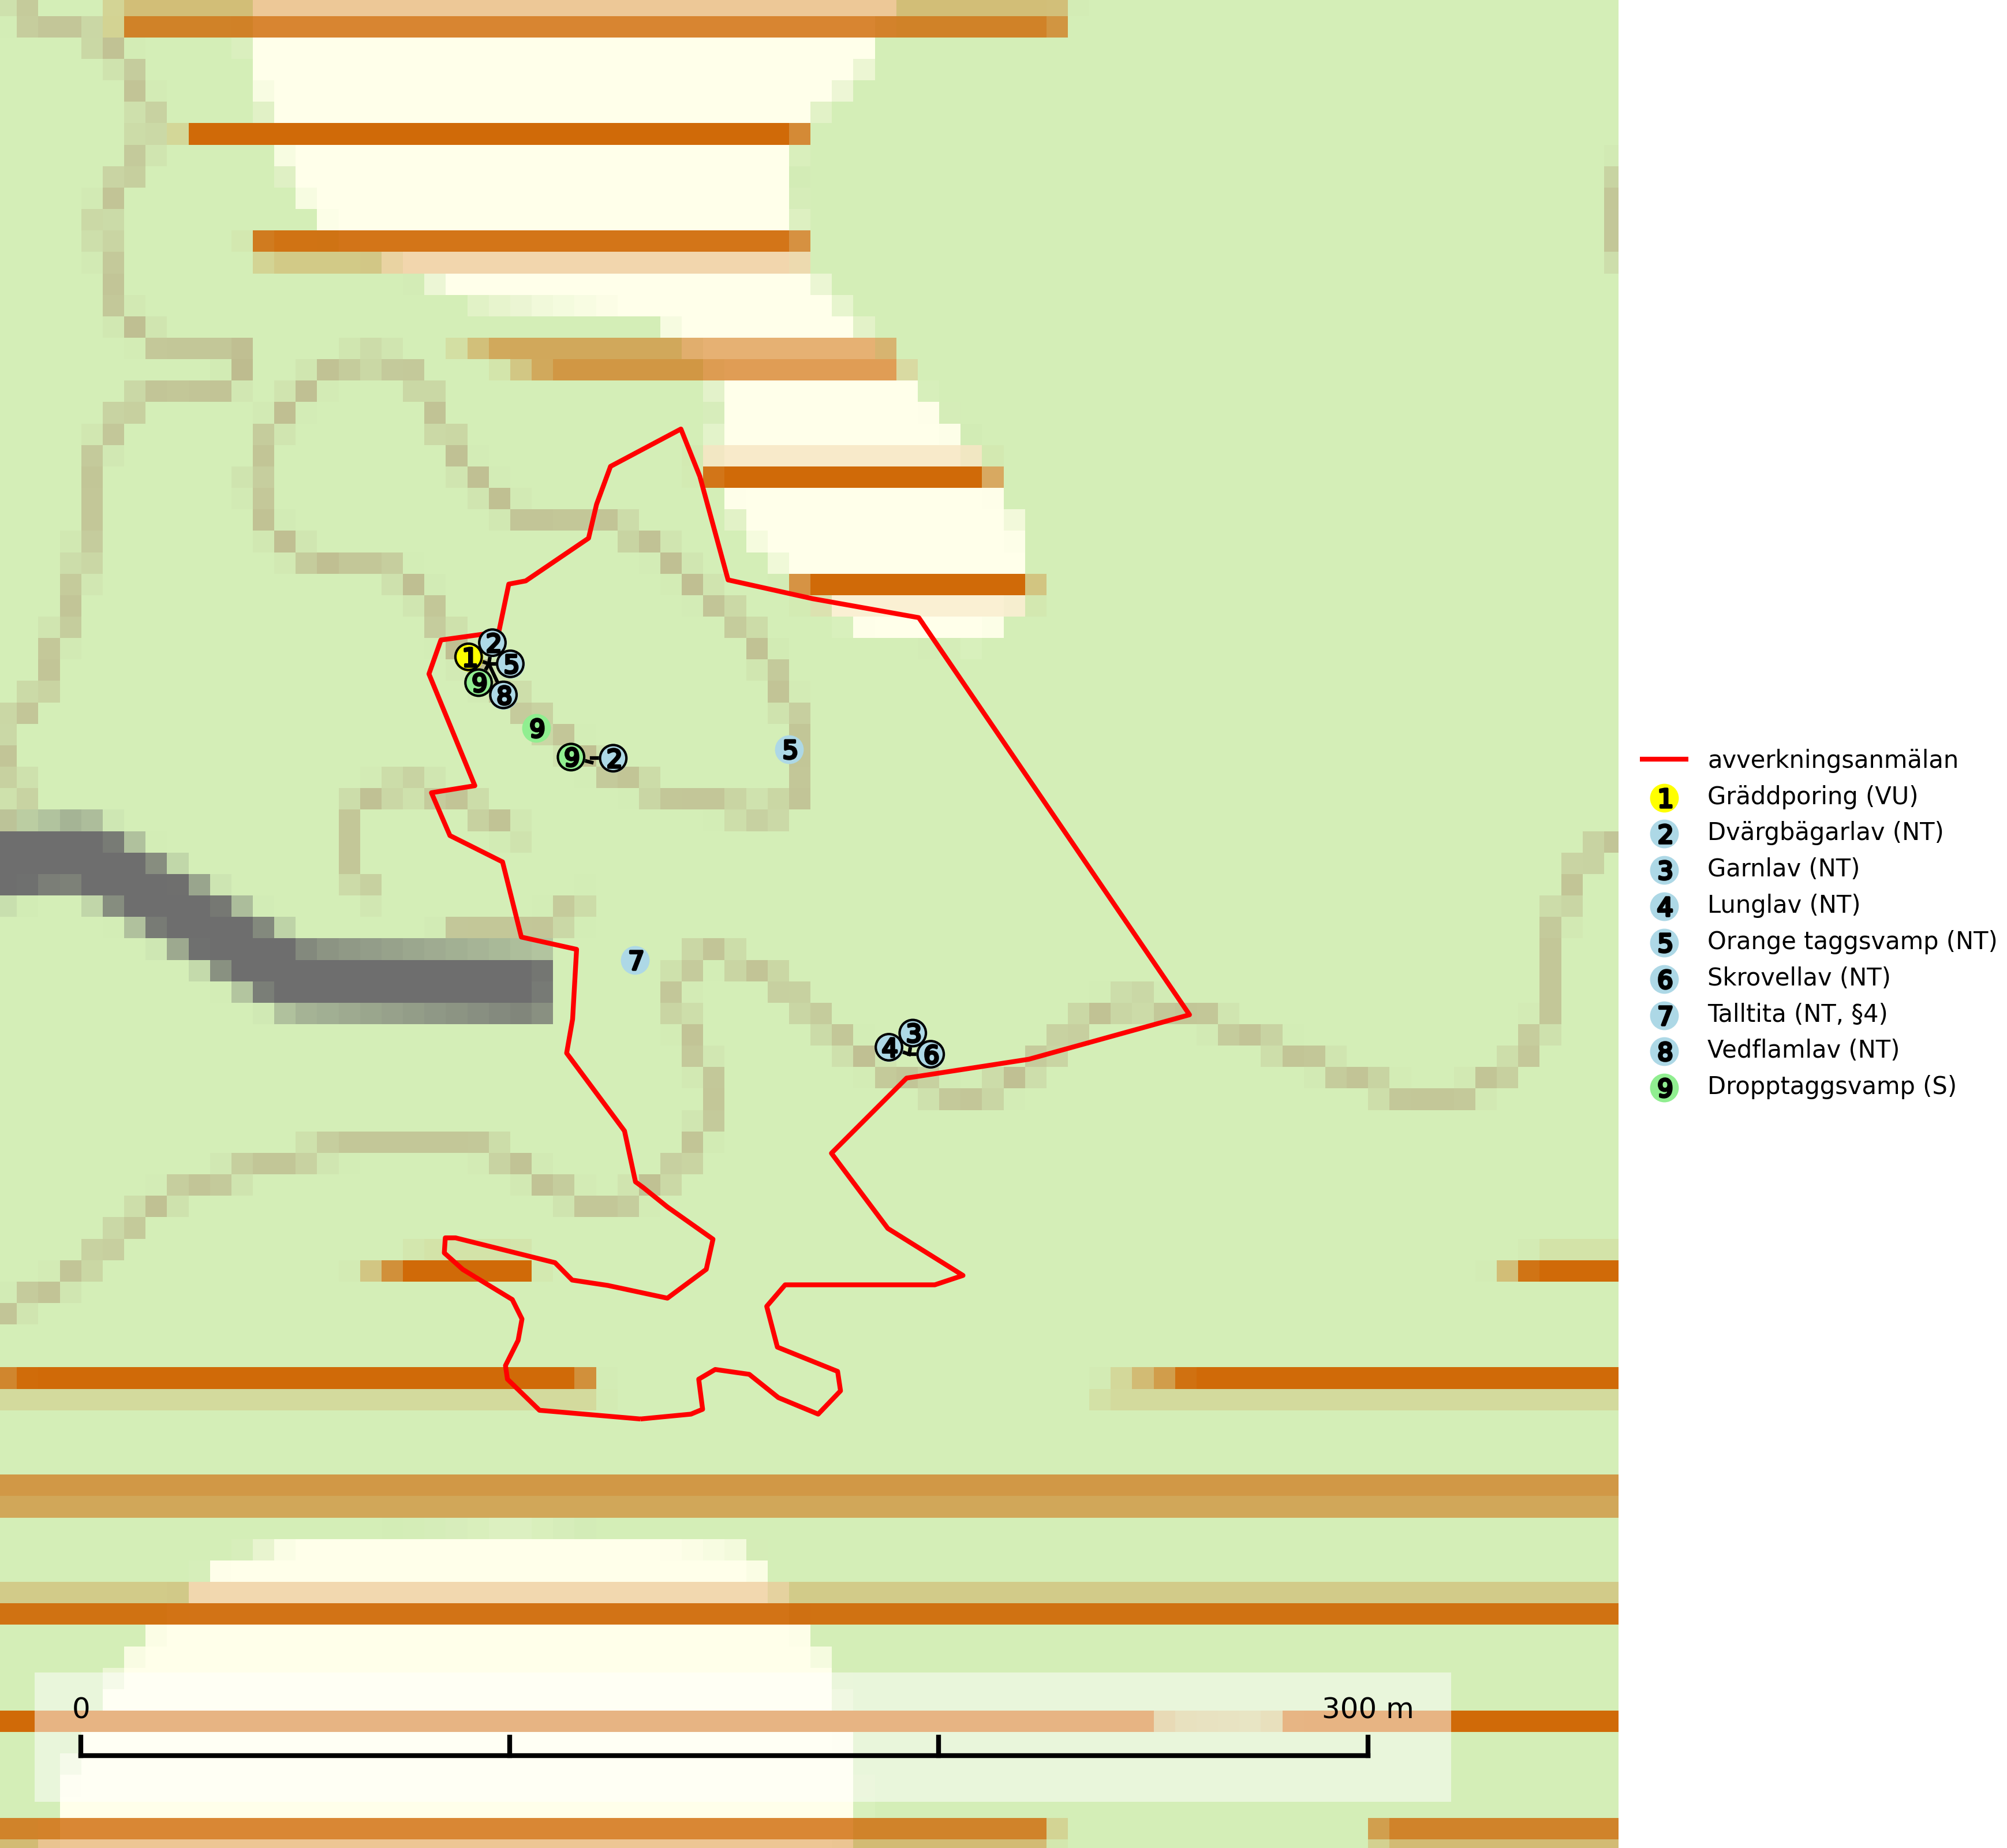 2
1
5
9
8
9
9
2
5
7
3
4
6
avverkningsanmälan
1 Gräddporing (VU)
2 Dvärgbägarlav (NT)
3 Garnlav (NT)
4 Lunglav (NT)
5 Orange taggsvamp (NT)
6 Skrovellav (NT)
7 Talltita (NT, §4)
8 Vedflamlav (NT)
9 Dropptaggsvamp (S)
0 300 m